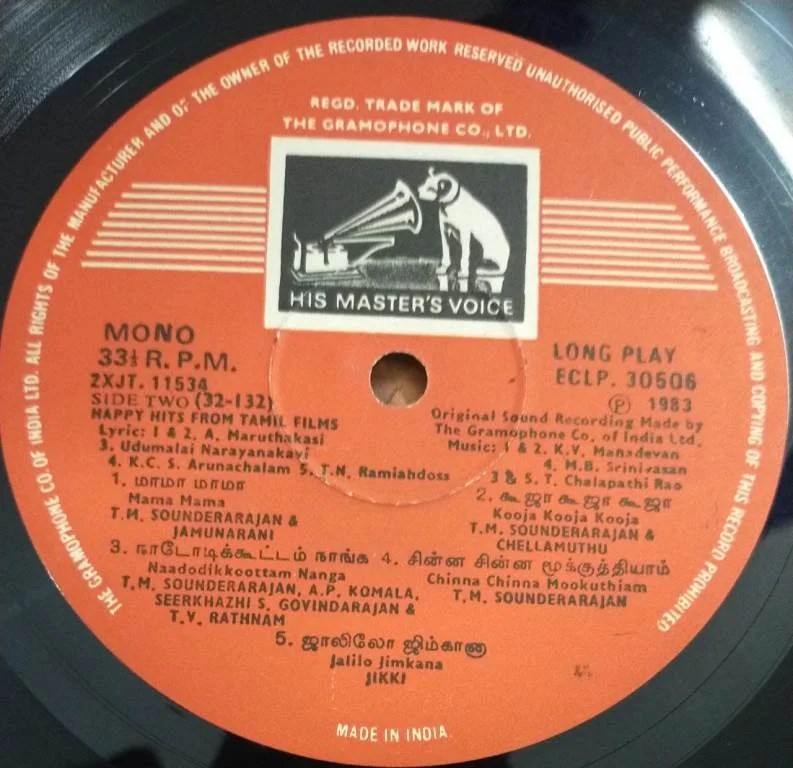 THE GRAMOPHONE CO. OF INDIA LTD. ALL RIGHTS OF THE MANUFACTURER AND OF THE OWNER OF THE RECORDED WORK RESERVED UNAUTHORISED PUBLIC PERFORMANCE BROADCASTING AND COPYING OF THIS RECORD PROHIBITED
REGD. TRADE MARK OF
THE GRAMOPHONE CO., LTD.
HIS MASTER'S VOICE
MONO
33⅓ R.P.M.
2XJT. 11534
SIDE TWO (32-132)
LONG PLAY
ECLP. 30506
Ⓟ 1983
HAPPY HITS FROM TAMIL FILMS
Lyric: 1 & 2. A. Maruthakasi
3. Udumalai Narayanakavi
4. K.C.S. Arunachalam 5. T.N. Ramiahdoss
Original Sound Recording Made by
The Gramophone Co. of India Ltd.
Music: 1 & 2. K.V. Mahadevan
4. M.B. Srinivasan
3 & 5. T. Chalapathi Rao
1. மாமா மாமா
Mama Mama
T.M. SOUNDERARAJAN &
JAMUNARANI
2. கூஜா கூஜா கூஜா
Kooja Kooja Kooja
T.M. SOUNDERARAJAN &
CHELLAMUTHU
3. நாடோடிக்கூட்டம் நாங்க
Naadodikkoottam Nanga
T.M. SOUNDERARAJAN, A.P. KOMALA,
SEERKHAZHI S. GOVINDARAJAN &
T.V. RATHNAM
4. சின்ன சின்ன மூக்குத்தியாம்
Chinna Chinna Mookuthiam
T.M. SOUNDERARAJAN
5. ஜாலிலோ ஜிம்கானா
Jalilo Jimkana
JIKKI
MADE IN INDIA.